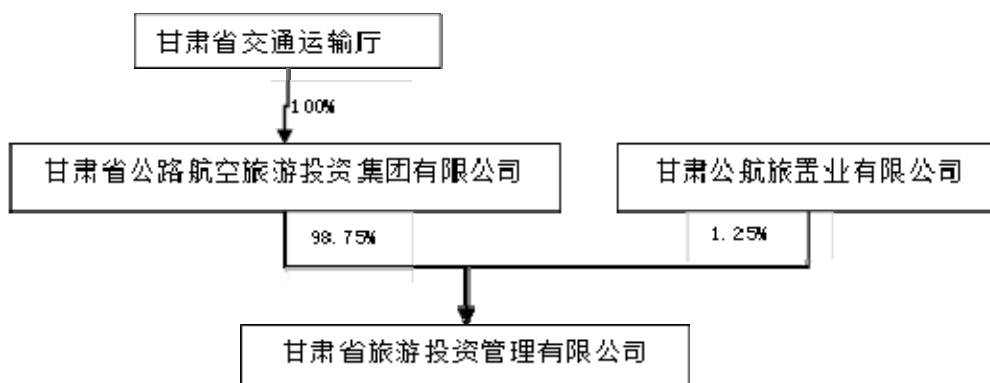 甘肃省交通运输厅
100%
甘肃省公路航空旅游投资集团有限公司
甘肃公航旅置业有限公司
98.75%
1.25%
甘肃省旅游投资管理有限公司